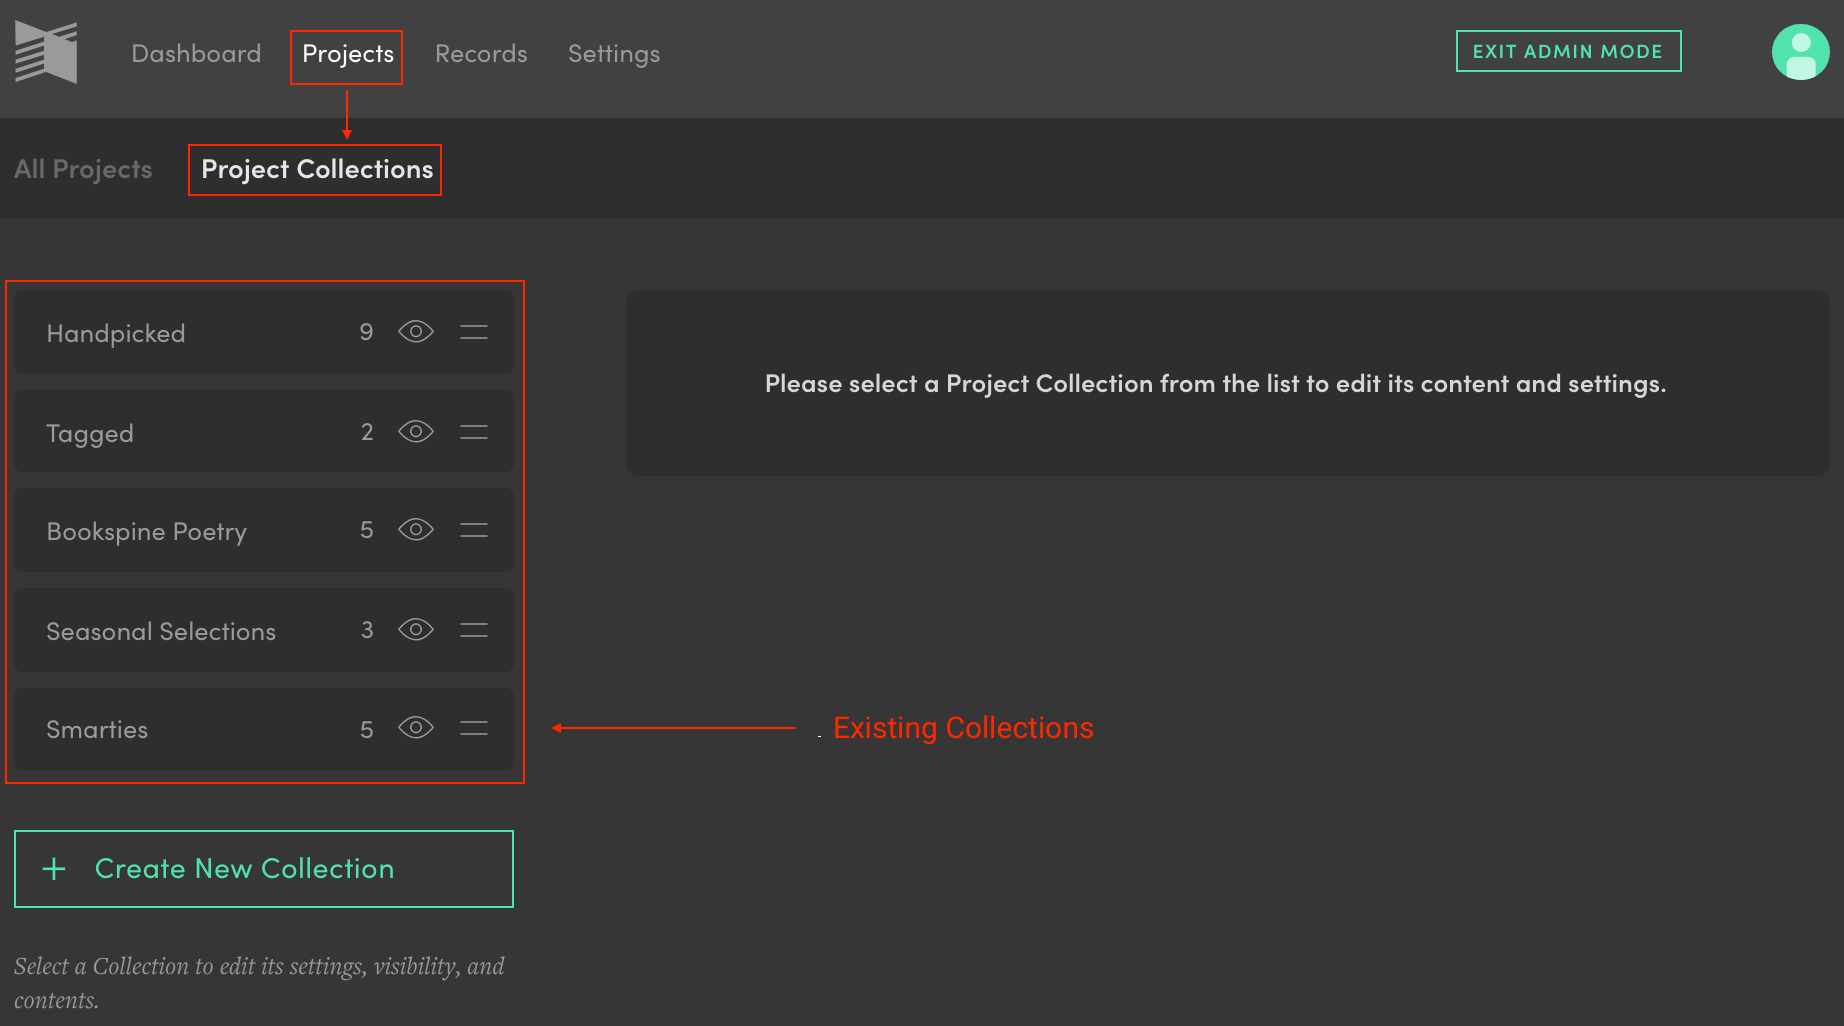 Dashboard Projects Records Settings EXIT ADMIN MODE
All Projects Project Collections
Handpicked 9
Tagged 2
Bookspine Poetry 5
Seasonal Selections 3
Smarties 5
Please select a Project Collection from the list to edit its content and settings.
. Existing Collections
+ Create New Collection
Select a Collection to edit its settings, visibility, and
contents.